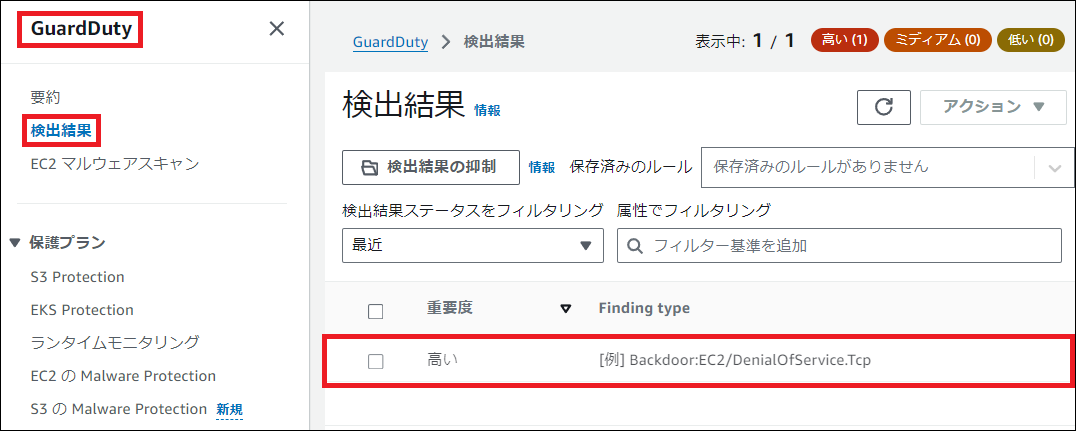 GuardDuty
要約
検出結果
EC2 マルウェアスキャン
保護プラン
S3 Protection
EKS Protection
ランタイムモニタリング
EC2 の Malware Protection
S3 の Malware Protection 新規
GuardDuty 検出結果 表示中: 1 / 1 高い (1) ミディアム (0) 低い (0)
検出結果 情報 アクション
検出結果の抑制 情報 保存済みのルール 保存済みのルールがありません
検出結果ステータスをフィルタリング 属性でフィルタリング
最近 フィルター基準を追加
重要度 Finding type
高い [例] Backdoor:EC2/DenialOfService.Tcp